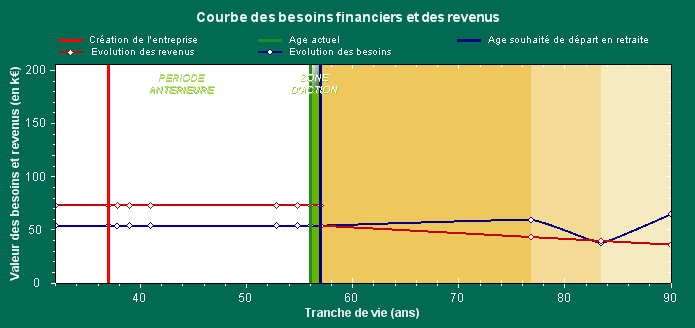 Courbe des besoins financiers et des revenus
Création de l'entreprise
Age actuel
Age souhaité de départ en retraite
Evolution des revenus
Evolution des besoins
PERIODE
ANTERIEURE
ZONE
D'ACTION
Valeur des besoins et revenus (en k€)
200
150
100
50
0
40
50
60
70
80
90
Tranche de vie (ans)